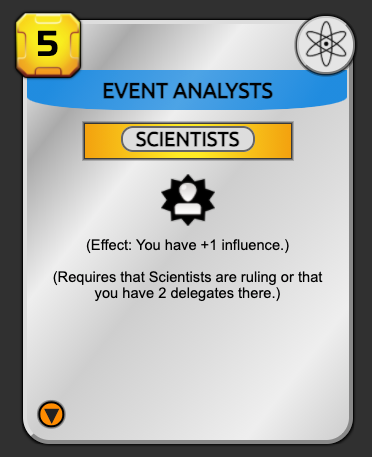 5
EVENT ANALYSTS
SCIENTISTS
(Effect: You have +1 influence.)
(Requires that Scientists are ruling or that
you have 2 delegates there.)